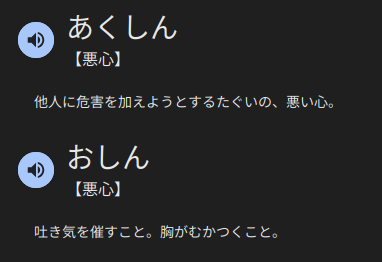 あくしん
【悪心】
他人に危害を加えようとするたぐいの、悪い心。
おしん
【悪心】
吐き気を催すこと。胸がむかつくこと。